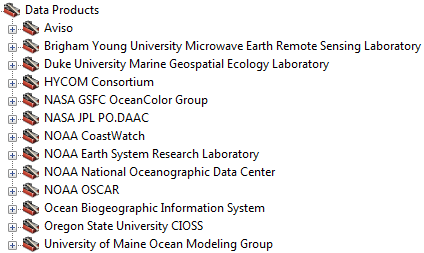 Data Products
Aviso
Brigham Young University Microwave Earth Remote Sensing Laboratory
Duke University Marine Geospatial Ecology Laboratory
HYCOM Consortium
NASA GSFC OceanColor Group
NASA JPL PO.DAAC
NOAA CoastWatch
NOAA Earth System Research Laboratory
NOAA National Oceanographic Data Center
NOAA OSCAR
Ocean Biogeographic Information System
Oregon State University CIOSS
University of Maine Ocean Modeling Group